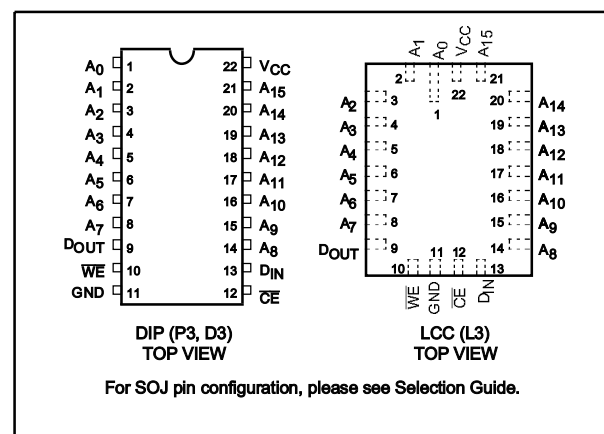 A0 1 22 VCC
A1 2 21 A15
A2 3 20 A14
A3 4 19 A13
A4 5 18 A12
A5 6 17 A11
A6 7 16 A10
A7 8 15 A9
DOUT 9 14 A8
WE 10 13 DIN
GND 11 12 CE
DIP (P3, D3)
TOP VIEW
A1 A0 VCC A15
2 1 22 21
A2 3 20 A14
A3 4 19 A13
A4 5 18 A12
A5 6 17 A11
A6 7 16 A10
A7 8 15 A9
DOUT 9 14 A8
10 11 12 13
WE GND CE DIN
LCC (L3)
TOP VIEW
For SOJ pin configuration, please see Selection Guide.